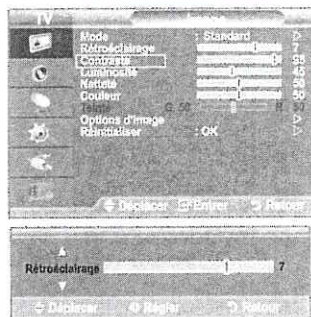 TV
Mode : Standard
Rétroéclairage 7
Contraste 95
Luminosité 45
Netteté 50
Couleur 50
Teinte G 50 R 50
Options d'image
Réinitialiser : OK
Déplacer Entrer Retour
Rétroéclairage 7
Déplacer Régler Retour